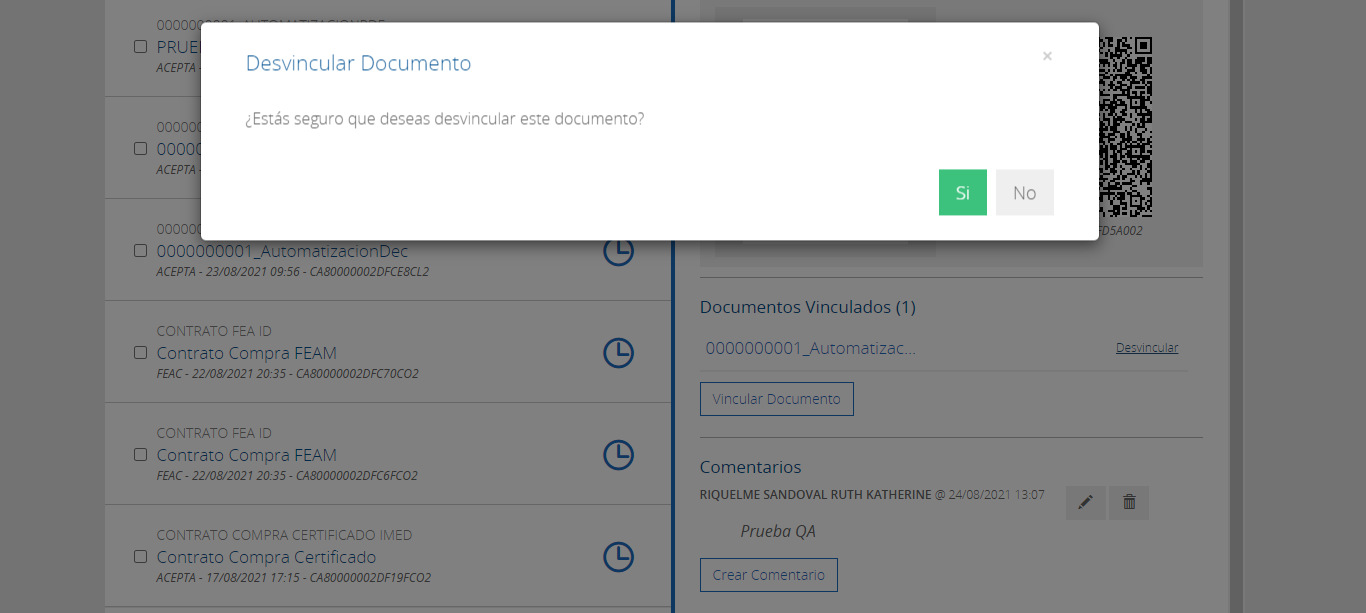 Desvincular Documento
×
¿Estás seguro que deseas desvincular este documento?
Si
No
PRUE
ACEPTA -
00000
0000
ACEPTA -
00000
0000000001_AutomatizacionDec
ACEPTA - 23/08/2021 09:56 - CA80000002DFCE8CL2
CONTRATO FEA ID
Contrato Compra FEAM
FEAC - 22/08/2021 20:35 - CA80000002DFC70CO2
CONTRATO FEA ID
Contrato Compra FEAM
FEAC - 22/08/2021 20:35 - CA80000002DFC6FCO2
CONTRATO COMPRA CERTIFICADO IMED
Contrato Compra Certificado
ACEPTA - 17/08/2021 17:15 - CA80000002DF19FCO2
FD5A002
Documentos Vinculados (1)
0000000001_Automatizac...
Desvincular
Vincular Documento
Comentarios
RIQUELME SANDOVAL RUTH KATHERINE @ 24/08/2021 13:07
Prueba QA
Crear Comentario